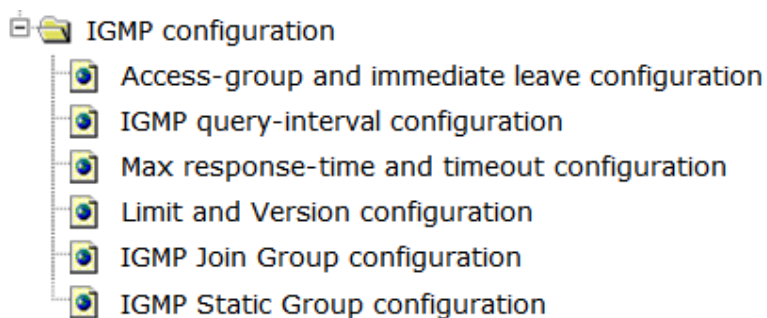 IGMP configuration
Access-group and immediate leave configuration
IGMP query-interval configuration
Max response-time and timeout configuration
Limit and Version configuration
IGMP Join Group configuration
IGMP Static Group configuration